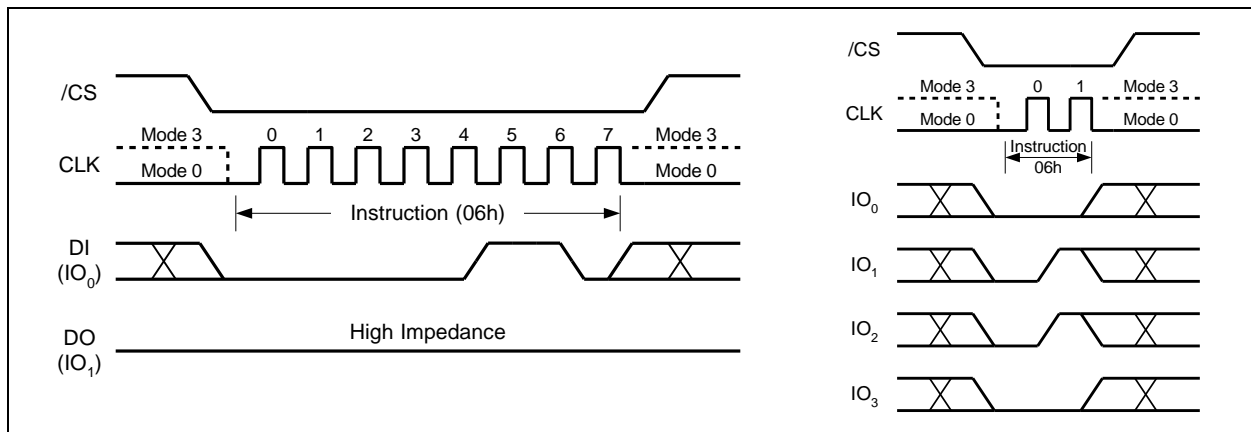 /CS
Mode 3 0 1 2 3 4 5 6 7 Mode 3
CLK
Mode 0 Mode 0
Instruction (06h)
DI
(IO0)
DO
(IO1)
High Impedance
/CS
Mode 3 0 1 Mode 3
CLK
Mode 0 Mode 0
Instruction
06h
IO0
IO1
IO2
IO3